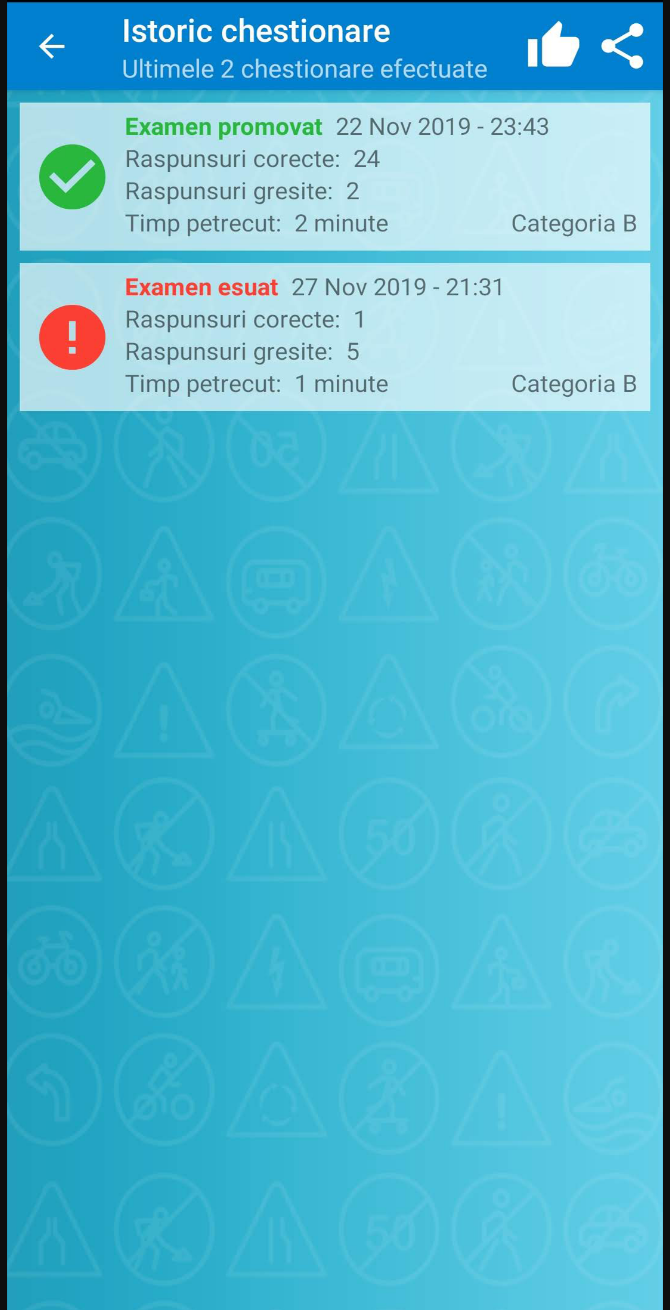 Istoric chestionare
Ultimele 2 chestionare efectuate
Examen promovat 22 Nov 2019 - 23:43
Raspunsuri corecte: 24
Raspunsuri gresite: 2
Timp petrecut: 2 minute Categoria B
Examen esuat 27 Nov 2019 - 21:31
Raspunsuri corecte: 1
Raspunsuri gresite: 5
Timp petrecut: 1 minute Categoria B
50
50
50